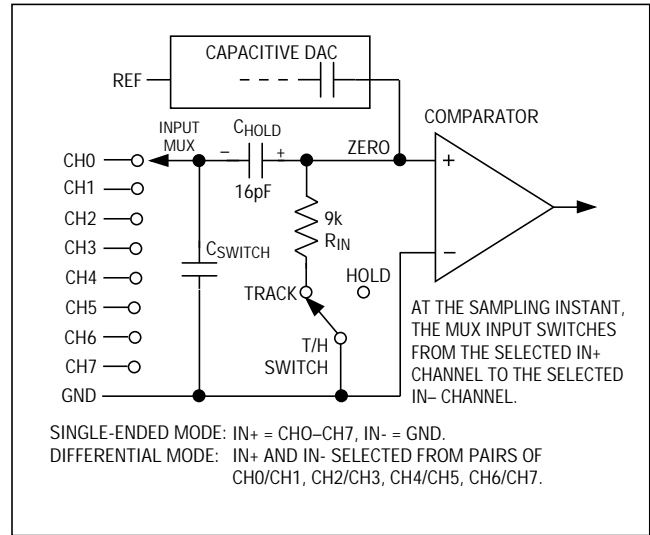 CAPACITIVE DAC
REF
COMPARATOR
INPUT
MUX
CHOLD
ZERO
– +
+
16pF
CH0
CH1
CH2
CH3
CH4
CH5
CH6
CH7
GND
9k
RIN
CSWITCH
–
HOLD
TRACK
T/H
SWITCH
AT THE SAMPLING INSTANT,
THE MUX INPUT SWITCHES
FROM THE SELECTED IN+
CHANNEL TO THE SELECTED
IN– CHANNEL.
SINGLE-ENDED MODE: IN+ = CHO–CH7, IN- = GND.
DIFFERENTIAL MODE: IN+ AND IN- SELECTED FROM PAIRS OF
CH0/CH1, CH2/CH3, CH4/CH5, CH6/CH7.